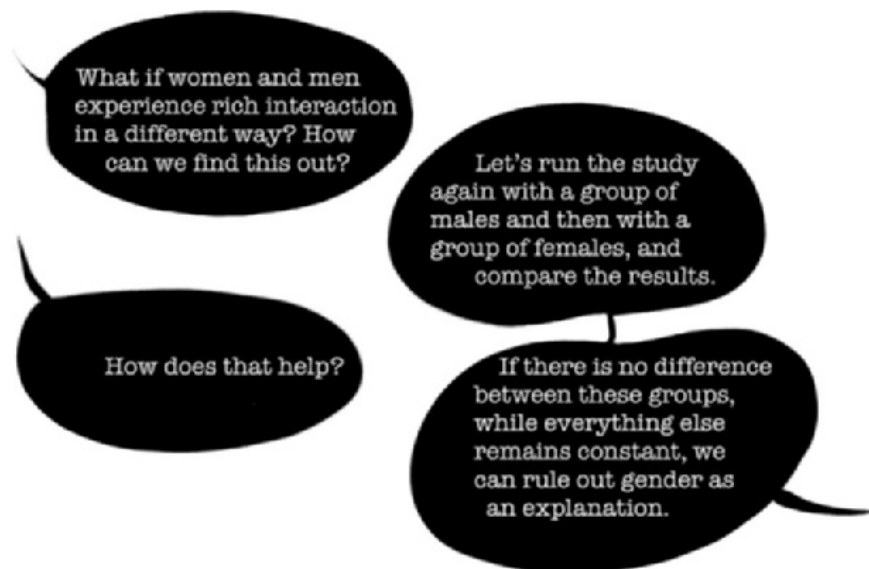 What if women and men
experience rich interaction
in a different way? How
can we find this out?
Let's run the study
again with a group of
males and then with a
group of females, and
compare the results.
How does that help?
If there is no difference
between these groups,
while everything else
remains constant, we
can rule out gender as
an explanation.